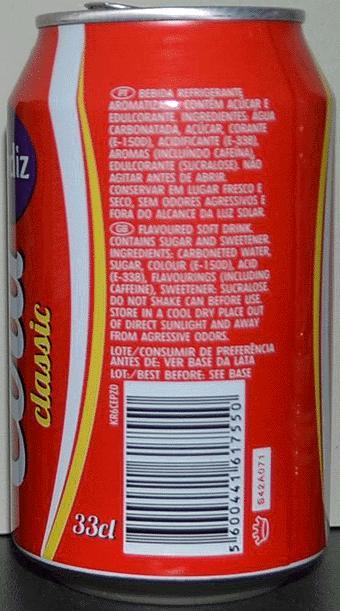 PT BEBIDA REFRIGERANTE
AROMATIZADA. CONTÉM AÇÚCAR E
EDULCORANTE. INGREDIENTES: ÁGUA
CARBONATADA, AÇÚCAR, CORANTE
(E-150D), ACIDIFICANTE (E-338),
AROMAS (INCLUINDO CAFEÍNA),
EDULCORANTE (SUCRALOSE). NÃO
AGITAR ANTES DE ABRIR.
CONSERVAR EM LUGAR FRESCO E
SECO, SEM ODORES AGRESSIVOS E
FORA DO ALCANCE DA LUZ SOLAR.
GB FLAVOURED SOFT DRINK.
CONTAINS SUGAR AND SWEETENER.
INGREDIENTS: CARBONETED WATER,
SUGAR, COLOUR (E-150D), ACID
(E-338), FLAVOURINGS (INCLUDING
CAFFEINE), SWEETENER: SUCRALOSE.
DO NOT SHAKE CAN BEFORE USE.
STORE IN A COOL DRY PLACE OUT
OF DIRECT SUNLIGHT AND AWAY
FROM AGRESSIVE ODORS.
LOTE/CONSUMIR DE PREFERÊNCIA
ANTES DE: VER BASE DA LATA
LOT:/BEST BEFORE: SEE BASE
diz
classic
KR6CEP20
33cl
5 600441 617550
S42A071